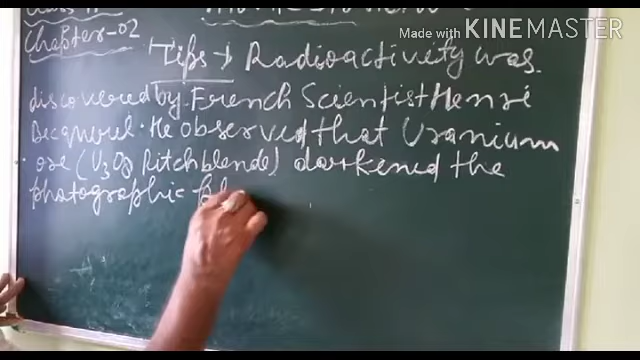 Made with KINEMASTER
Chapter-02
Tips → Radioactivity was
discovered by French Scientist Henri
Becquerel. He observed that Uranium
ore (U3O8 Pitchblende) darkened the
photographic pl